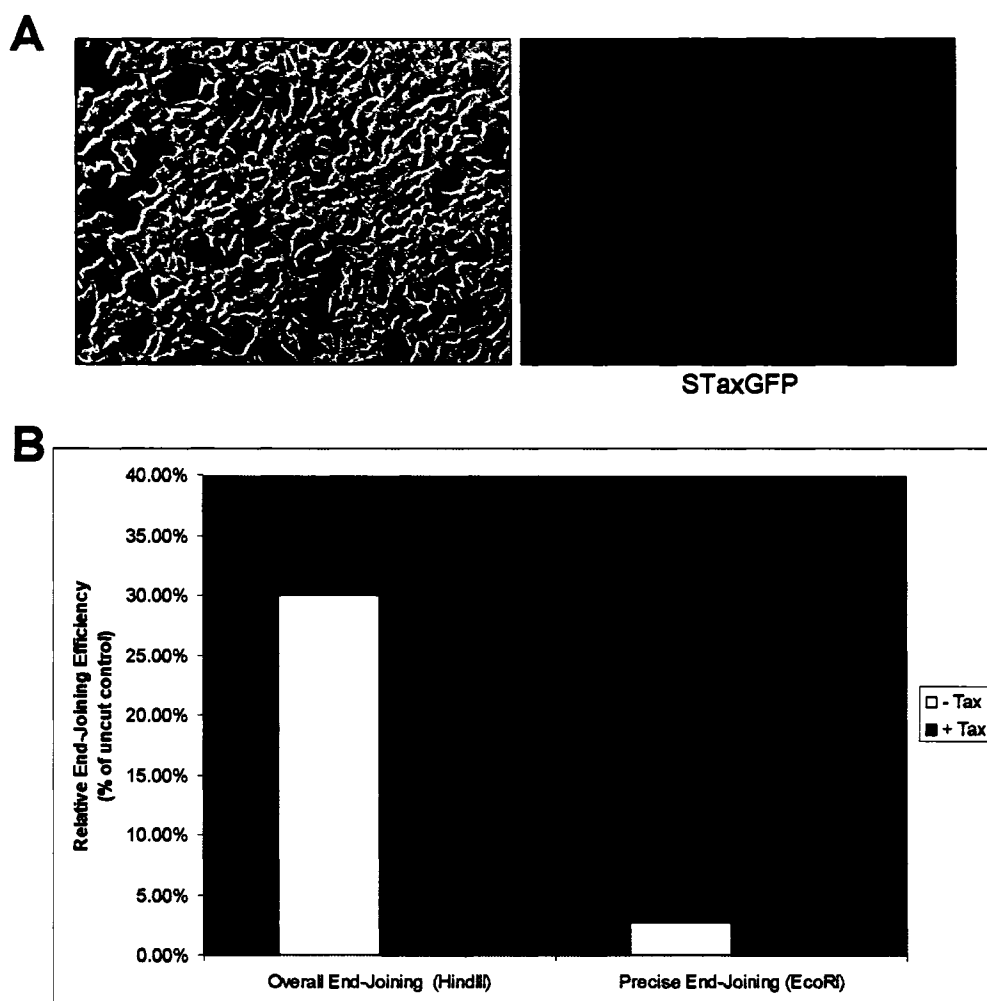 A
STaxGFP
B
Relative End-Joining Efficiency
(% of uncut control)
40.00%
35.00%
30.00%
25.00%
20.00%
15.00%
10.00%
5.00%
0.00%
Overall End-Joining (HindIII)
Precise End-Joining (EcoRI)
- Tax
+ Tax